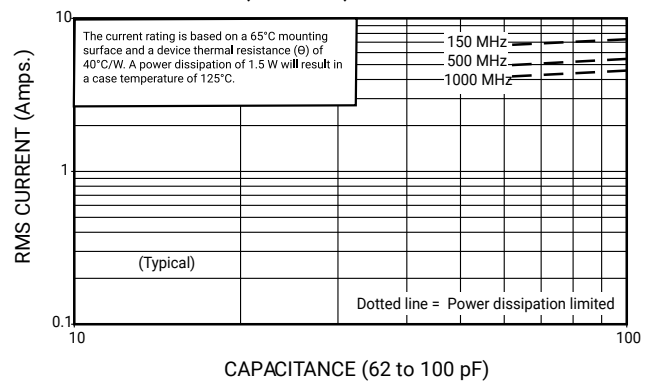 10
The current rating is based on a 65°C mounting
surface and a device thermal resistance (Θ) of
40°C/W. A power dissipation of 1.5 W will result in
a case temperature of 125°C.
150 MHz
500 MHz
1000 MHz
RMS CURRENT (Amps.)
1
(Typical)
Dotted line = Power dissipation limited
0.1
10
100
CAPACITANCE (62 to 100 pF)